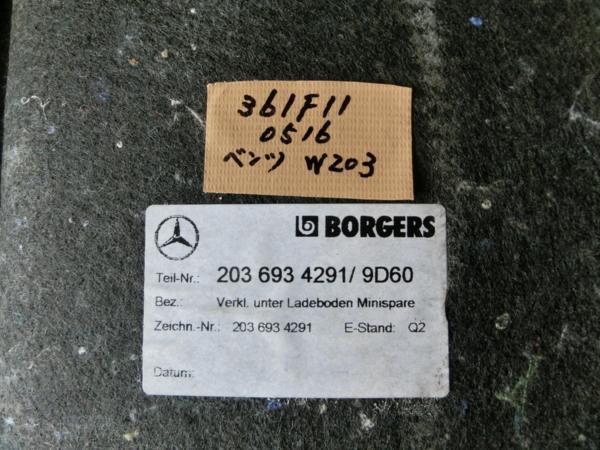 361F11
0516
ベンツ W203
BORGERS
Teil-Nr.: 203 693 4291/ 9D60
Bez.: Verkl. unter Ladeboden Minispare
Zeichn.-Nr.: 203 693 4291 E-Stand: Q2
Datum: